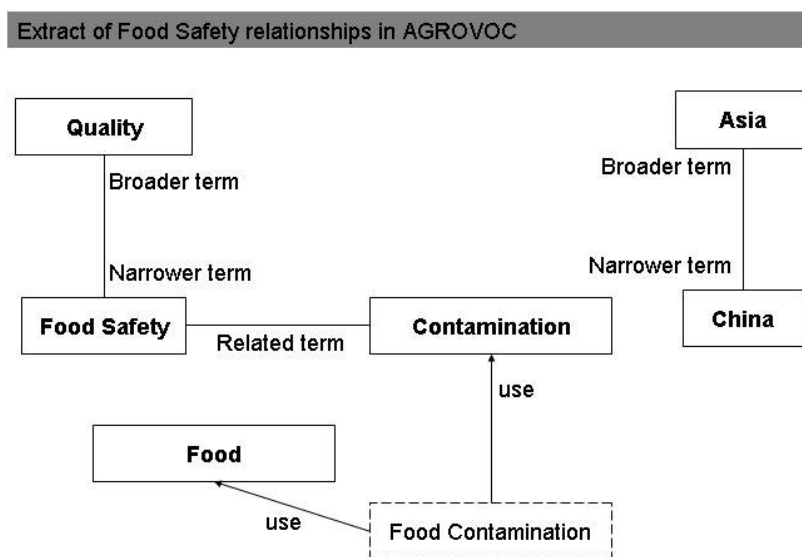 Extract of Food Safety relationships in AGROVOC
Quality
Asia
Broader term
Broader term
Narrower term
Narrower term
Food Safety
Contamination
China
Related term
use
Food
use
Food Contamination